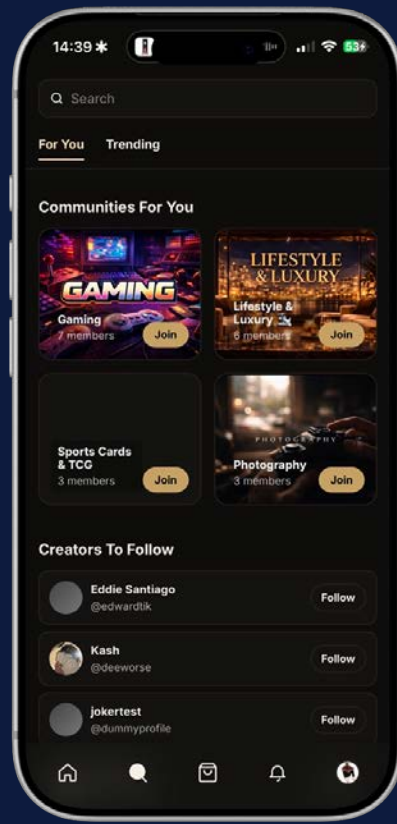 14:39
53
Search
For You Trending
Communities For You
GAMING
Gaming
7 members
Join
LIFESTYLE
& LUXURY
Lifestyle &
Luxury
6 members
Join
Sports Cards
& TCG
3 members
Join
PHOTOGRAPHY
Photography
3 members
Join
Creators To Follow
Eddie Santiago
@edwardtik
Follow
Kash
@deeworse
Follow
jokertest
@dummyprofile
Follow